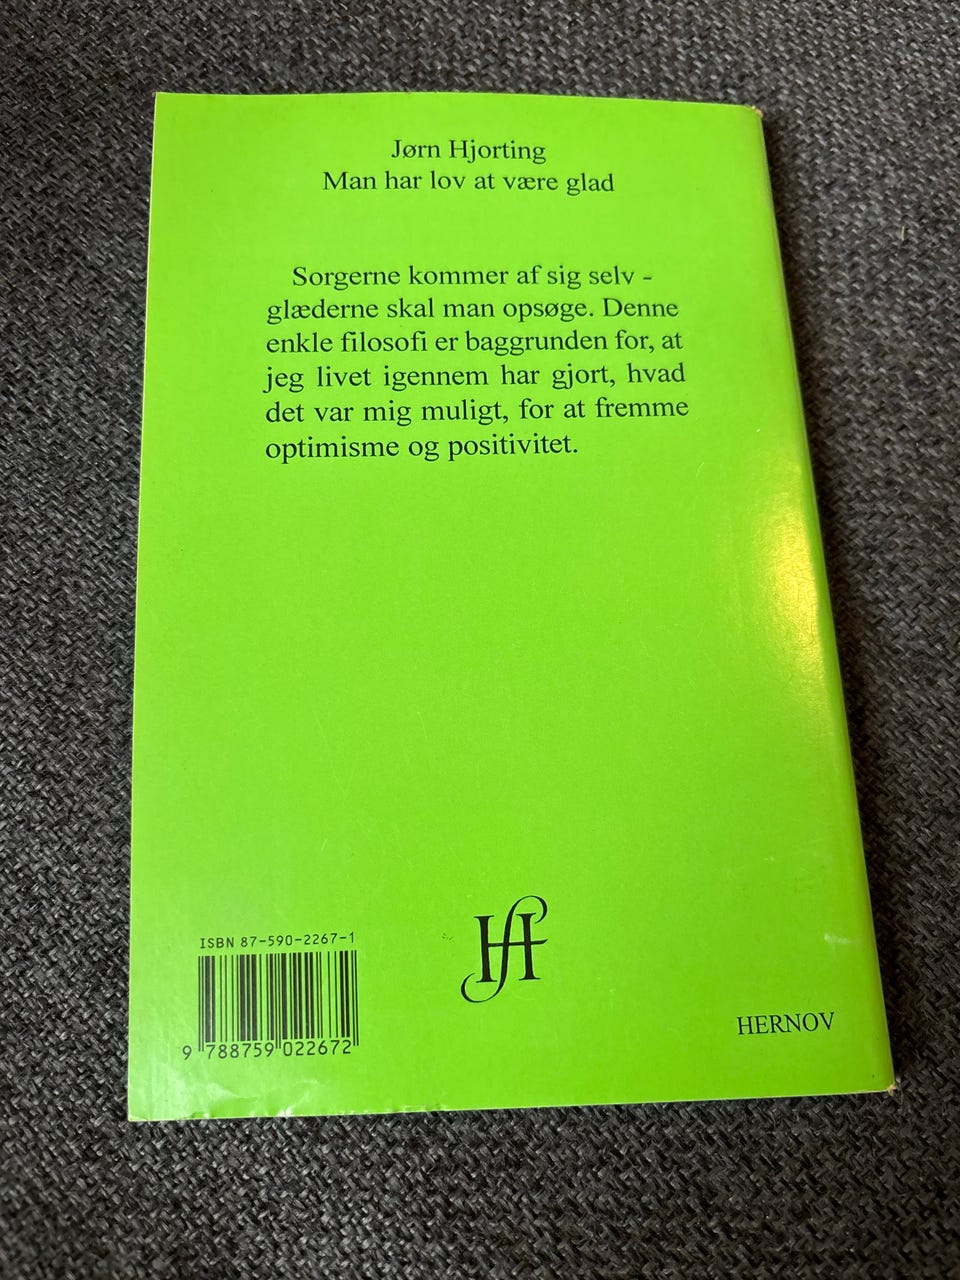 Jørn Hjorting
Man har lov at være glad
Sorgerne kommer af sig selv -
glæderne skal man opsøge. Denne
enkle filosofi er baggrunden for, at
jeg livet igennem har gjort, hvad
det var mig muligt, for at fremme
optimisme og positivitet.
ISBN 87-590-2267-1
9 788759 022672
HF
HERNOV